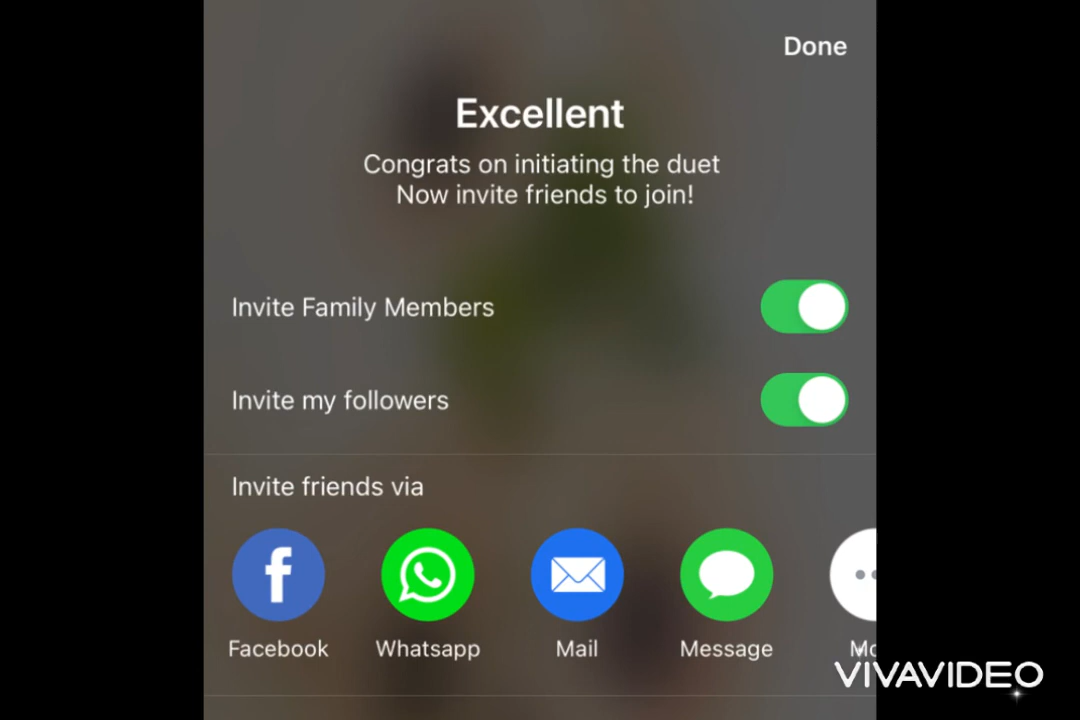 Done
Excellent
Congrats on initiating the duet
Now invite friends to join!
Invite Family Members
Invite my followers
Invite friends via
f
Facebook Whatsapp Mail Message
VIVAVIDEO